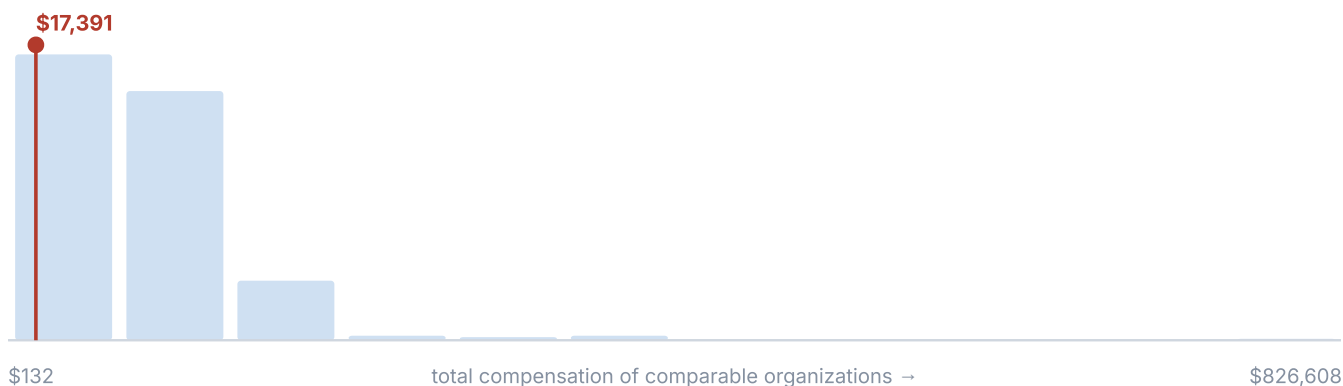 $17,391
$132 total compensation of comparable organizations → $826,608